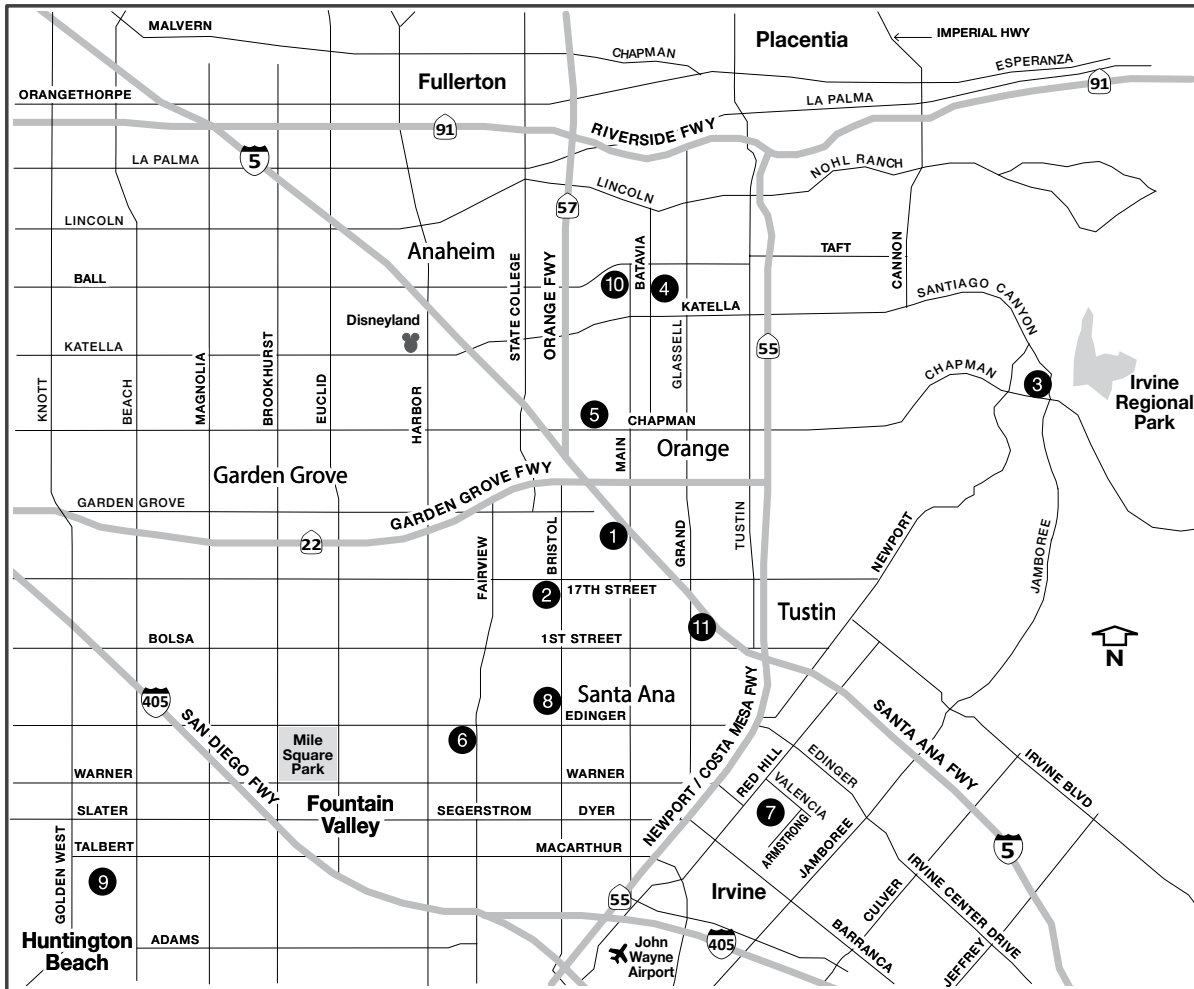 MALVERN
CHAPMAN
Placentia
IMPERIAL HWY
Fullerton
ESPERANZA
ORANGETHORPE
LA PALMA
91
91
RIVERSIDE FWY
LA PALMA
5
NOHL RANCH
LINCOLN
57
LINCOLN
Anaheim
TAFT
CANNON
BATAVIA
STATE COLLEGE
ORANGE FWY
BALL
10
4
KATELLA
SANTIAGO CANYON
Disneyland
KATELLA
55
GLASSELL
KNOTT
BEACH
MAGNOLIA
BROOKHURST
EUCLID
HARBOR
CHAPMAN
3
Irvine
Regional
Park
5
CHAPMAN
MAIN
Orange
Garden Grove
GARDEN GROVE FWY
GARDEN GROVE
22
FAIRVIEW
BRISTOL
1
GRAND
TUSTIN
NEWPORT
JAMBOREE
2
17TH STREET
Tustin
11
BOLSA
1ST STREET
N
405
8
Santa Ana
EDINGER
SAN DIEGO FWY
6
Mile
Square
Park
NEWPORT / COSTA MESA FWY
SANTA ANA FWY
RED HILL
EDINGER
IRVINE BLVD
WARNER
WARNER
VALENCIA
7
ARMSTRONG
SLATER
Fountain
Valley
SEGERSTROM
DYER
JAMBOREE
5
TALBERT
MACARTHUR
GOLDEN WEST
9
55
Irvine
CULVER
IRVINE CENTER DRIVE
BARRANCA
JEFFREY
Huntington
Beach
ADAMS
John
Wayne
Airport
405